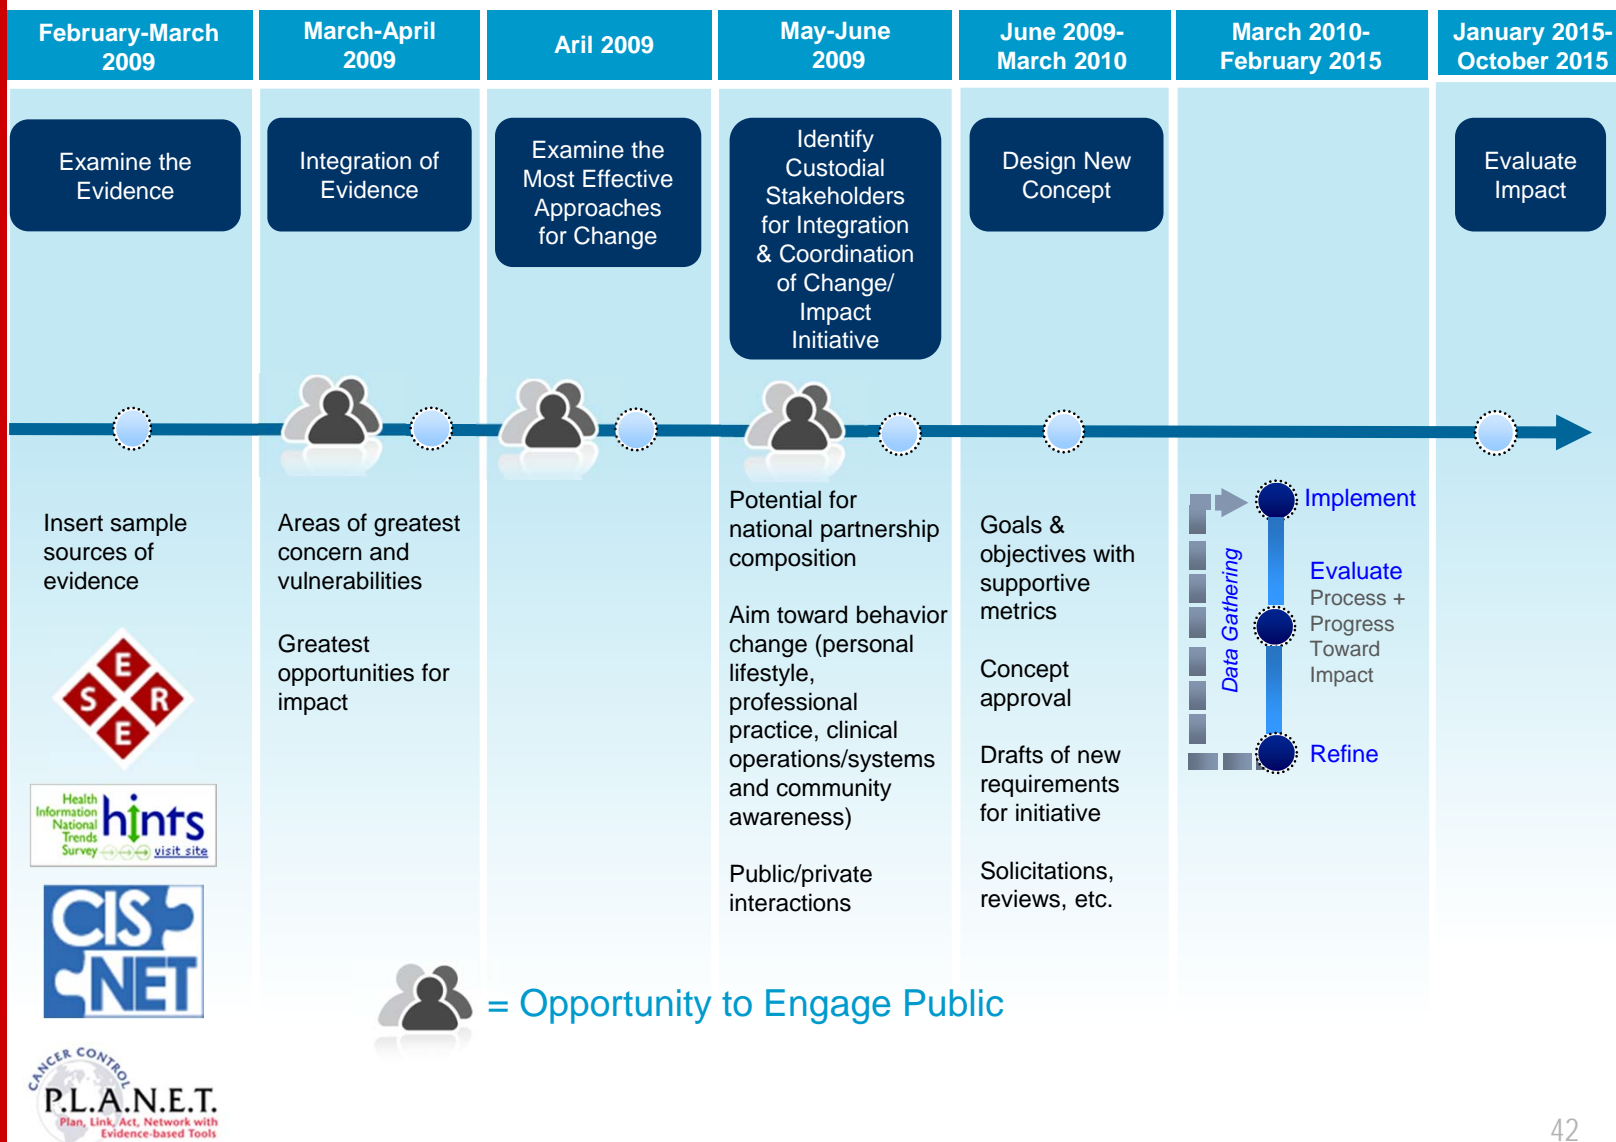 February-March
2009
March-April
2009
Aril 2009
May-June
2009
June 2009-
March 2010
March 2010-
February 2015
January 2015-
October 2015
Examine the
Evidence
Integration of
Evidence
Examine the
Most Effective
Approaches
for Change
Identify
Custodial
Stakeholders
for Integration
& Coordination
of Change/
Impact
Initiative
Design New
Concept
Evaluate
Impact
Insert sample
sources of
evidence
E
S R
E
Health
Information
National
Trends
Survey
hints
visit site
CIS
NET
CANCER CONTROL
P.L.A.N.E.T.
Plan, Link, Act, Network with
Evidence-based Tools
Areas of greatest
concern and
vulnerabilities
Greatest
opportunities for
impact
Potential for
national partnership
composition
Aim toward behavior
change (personal
lifestyle,
professional
practice, clinical
operations/systems
and community
awareness)
Public/private
interactions
Goals &
objectives with
supportive
metrics
Concept
approval
Drafts of new
requirements
for initiative
Solicitations,
reviews, etc.
Data Gathering
Implement
Evaluate
Process +
Progress
Toward
Impact
Refine
= Opportunity to Engage Public
42